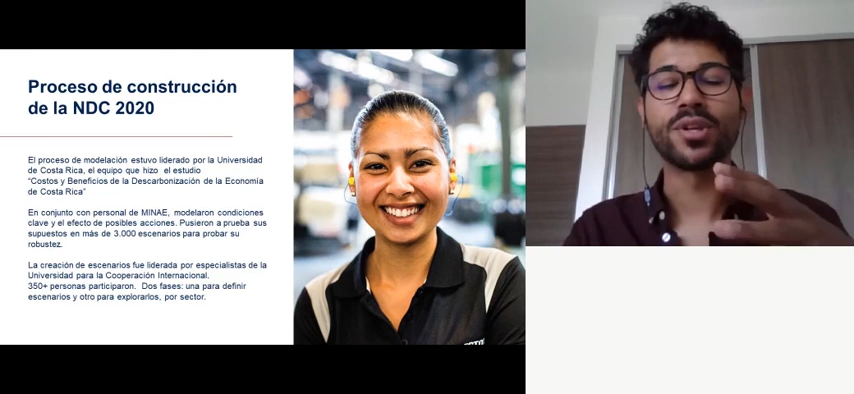 Proceso de construcción
de la NDC 2020
El proceso de modelación estuvo liderado por la Universidad
de Costa Rica, el equipo que hizo el estudio
“Costos y Beneficios de la Descarbonización de la Economía
de Costa Rica”
En conjunto con personal de MINAE, modelaron condiciones
clave y el efecto de posibles acciones. Pusieron a prueba sus
supuestos en más de 3.000 escenarios para probar su
robustez.
La creación de escenarios fue liderada por especialistas de la
Universidad para la Cooperación Internacional.
350+ personas participaron. Dos fases: una para definir
escenarios y otro para explorarlos, por sector.